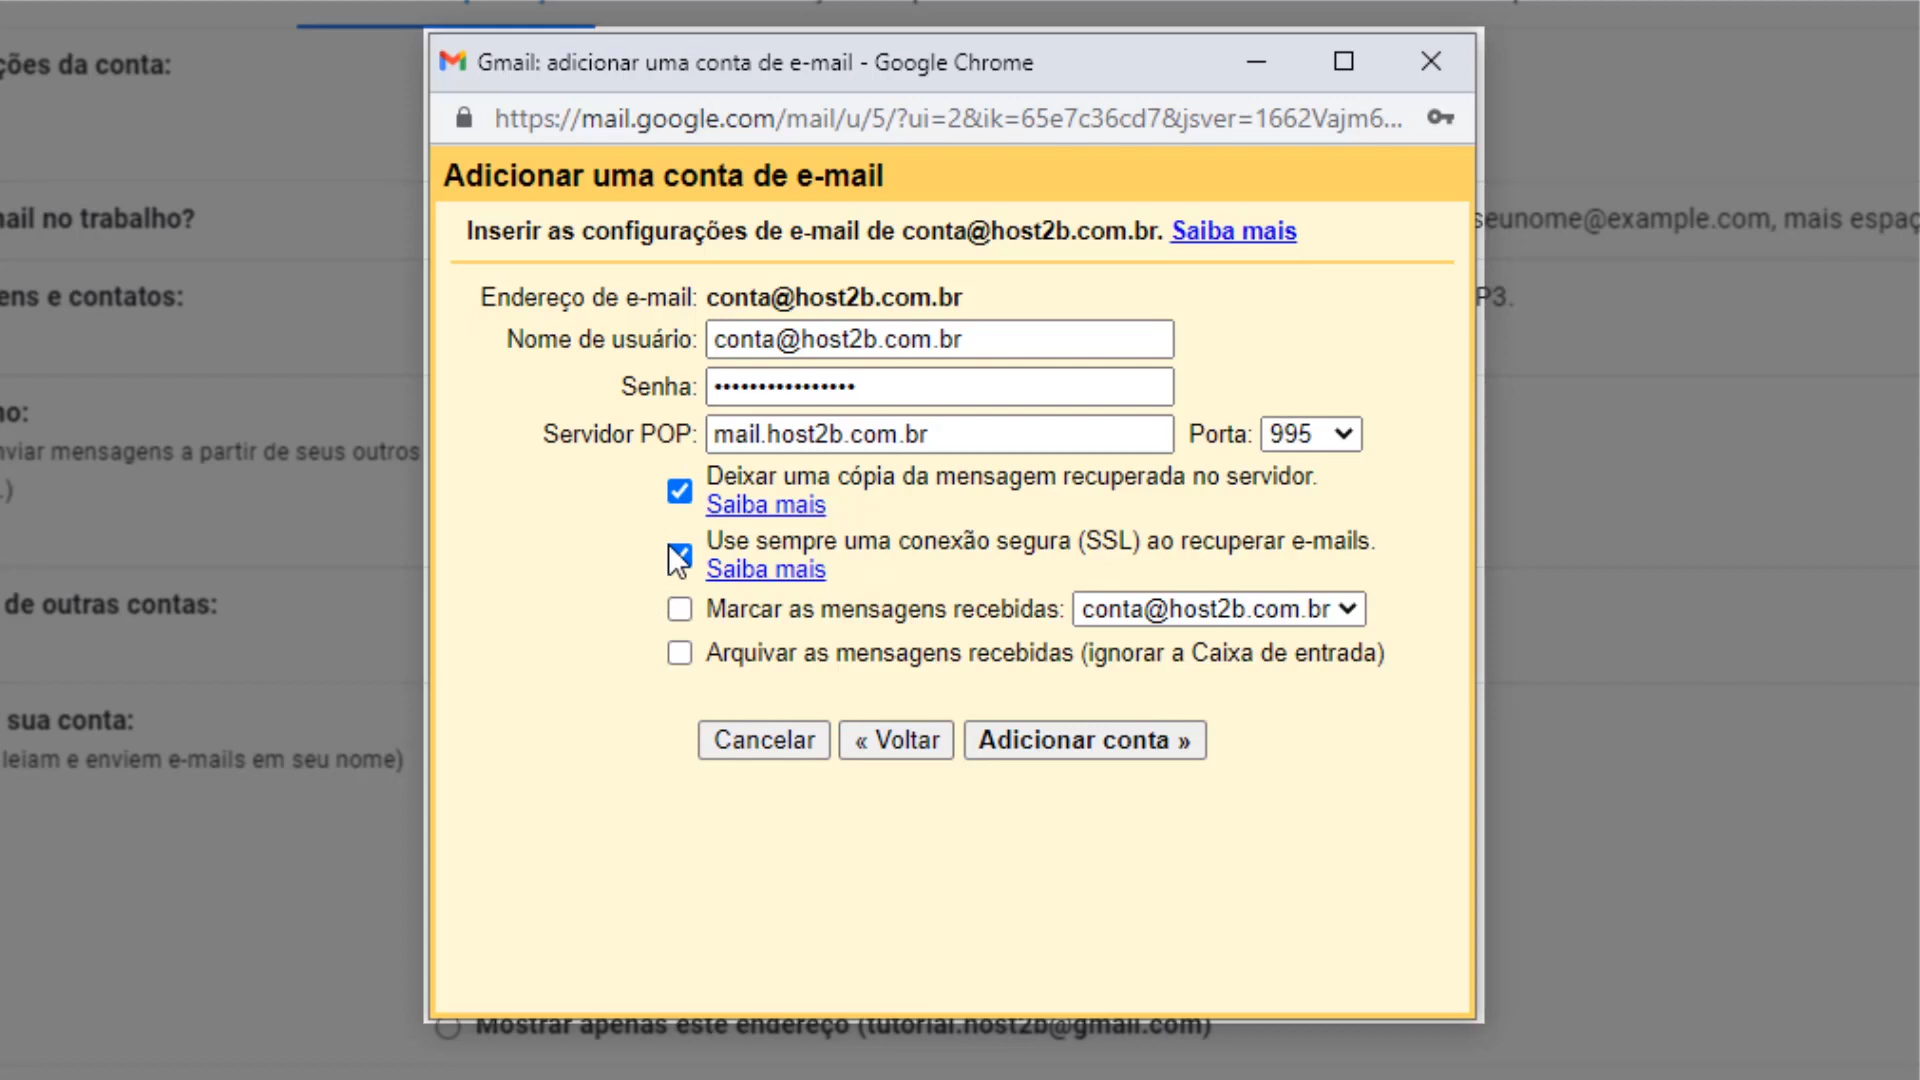 ções da conta:
Gmail: adicionar uma conta de e-mail - Google Chrome
https://mail.google.com/mail/u/5/?ui=2&ik=65e7c36cd7&jsver=1662Vajm6...
Adicionar uma conta de e-mail
Inserir as configurações de e-mail de conta@host2b.com.br. Saiba mais
ail no trabalho?
seunome@example.com, mais espaç
Endereço de e-mail: conta@host2b.com.br
ens e contatos:
P3.
Nome de usuário: conta@host2b.com.br
Senha: ••••••••••••••••
no:
Servidor POP: mail.host2b.com.br Porta: 995
nviar mensagens a partir de seus outros
.)
Deixar uma cópia da mensagem recuperada no servidor.
Saiba mais
Use sempre uma conexão segura (SSL) ao recuperar e-mails.
Saiba mais
de outras contas:
Marcar as mensagens recebidas: conta@host2b.com.br
Arquivar as mensagens recebidas (ignorar a Caixa de entrada)
sua conta:
leiam e enviem e-mails em seu nome)
Cancelar « Voltar Adicionar conta »
Mostrar apenas este endereço (tutorial.host2b@gmail.com)